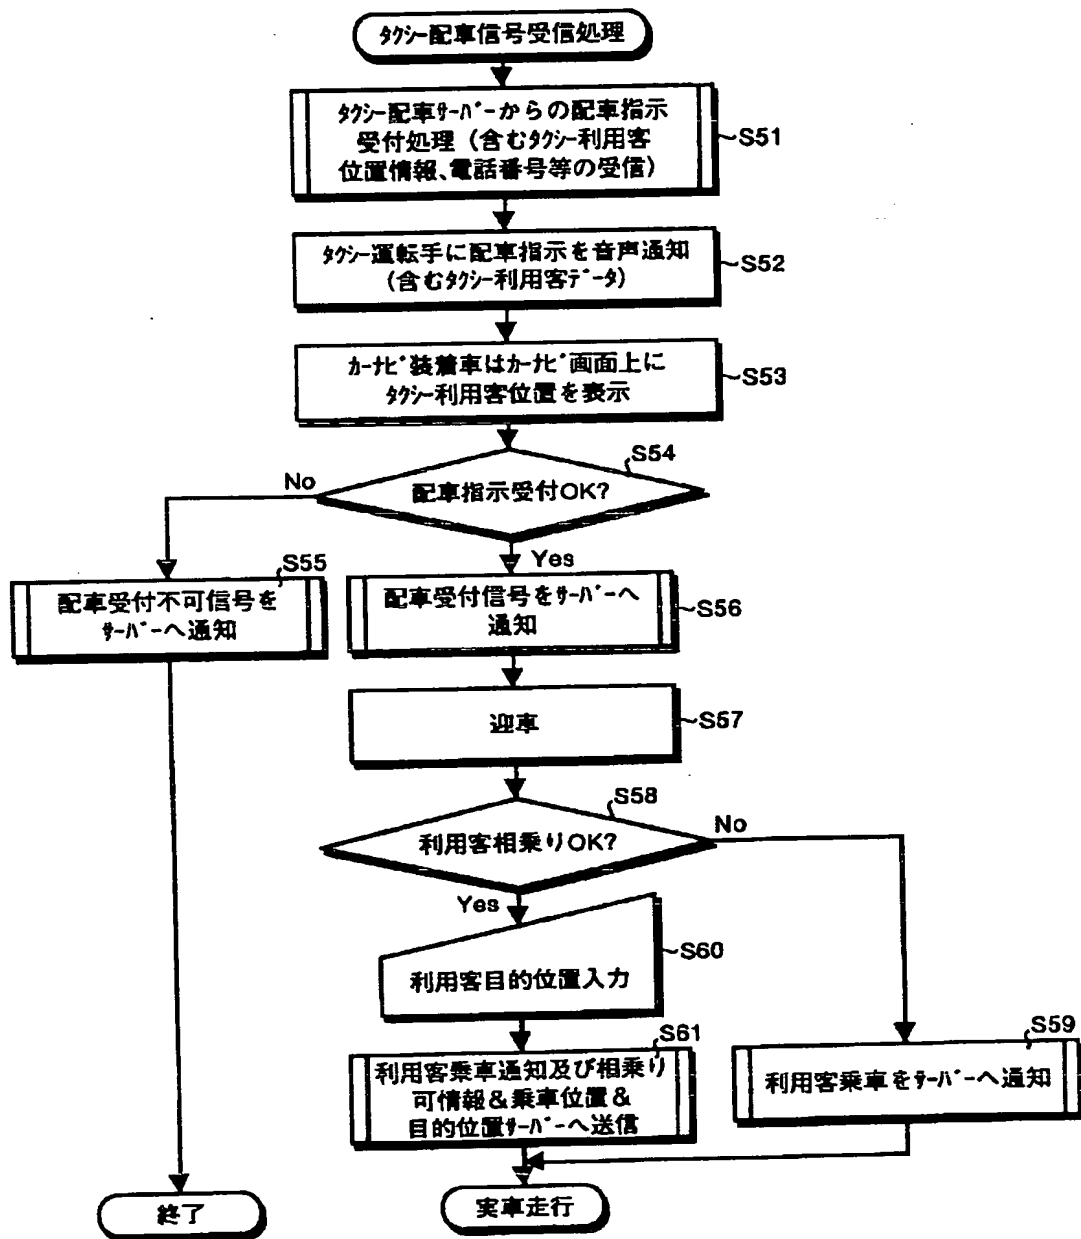 ﾀｸｼｰ配車信号受信処理
ﾀｸｼｰ配車ｻｰﾊﾞｰからの配車指示
受付処理（含むﾀｸｼｰ利用客
位置情報、電話番号等の受信）
S51
ﾀｸｼｰ運転手に配車指示を音声通知
（含むﾀｸｼｰ利用客ﾃﾞｰﾀ）
S52
ｶｰﾅﾋﾞ装着車はｶｰﾅﾋﾞ画面上に
ﾀｸｼｰ利用客位置を表示
S53
S54
配車指示受付OK?
No
Yes
S55
配車受付不可信号を
ｻｰﾊﾞｰへ通知
配車受付信号をｻｰﾊﾞｰへ
通知
S56
迎車
S57
S58
利用客相乗りOK?
No
Yes
利用客目的位置入力
S60
S61
利用客乗車通知及び相乗り
可情報＆乗車位置＆
目的位置ｻｰﾊﾞｰへ送信
S59
利用客乗車をｻｰﾊﾞｰへ通知
終了
実車走行